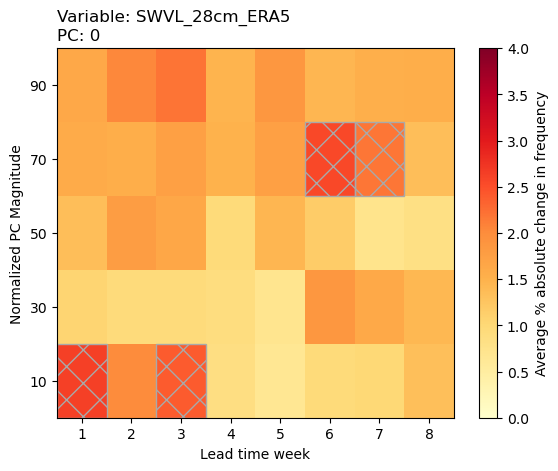 Variable: SWVL_28cm_ERA5
PC: 0
4.0
3.5
3.0
2.5
2.0
1.5
1.0
0.5
0.0
Average % absolute change in frequency
90
70
50
30
10
Normalized PC Magnitude
1 2 3 4 5 6 7 8
Lead time week